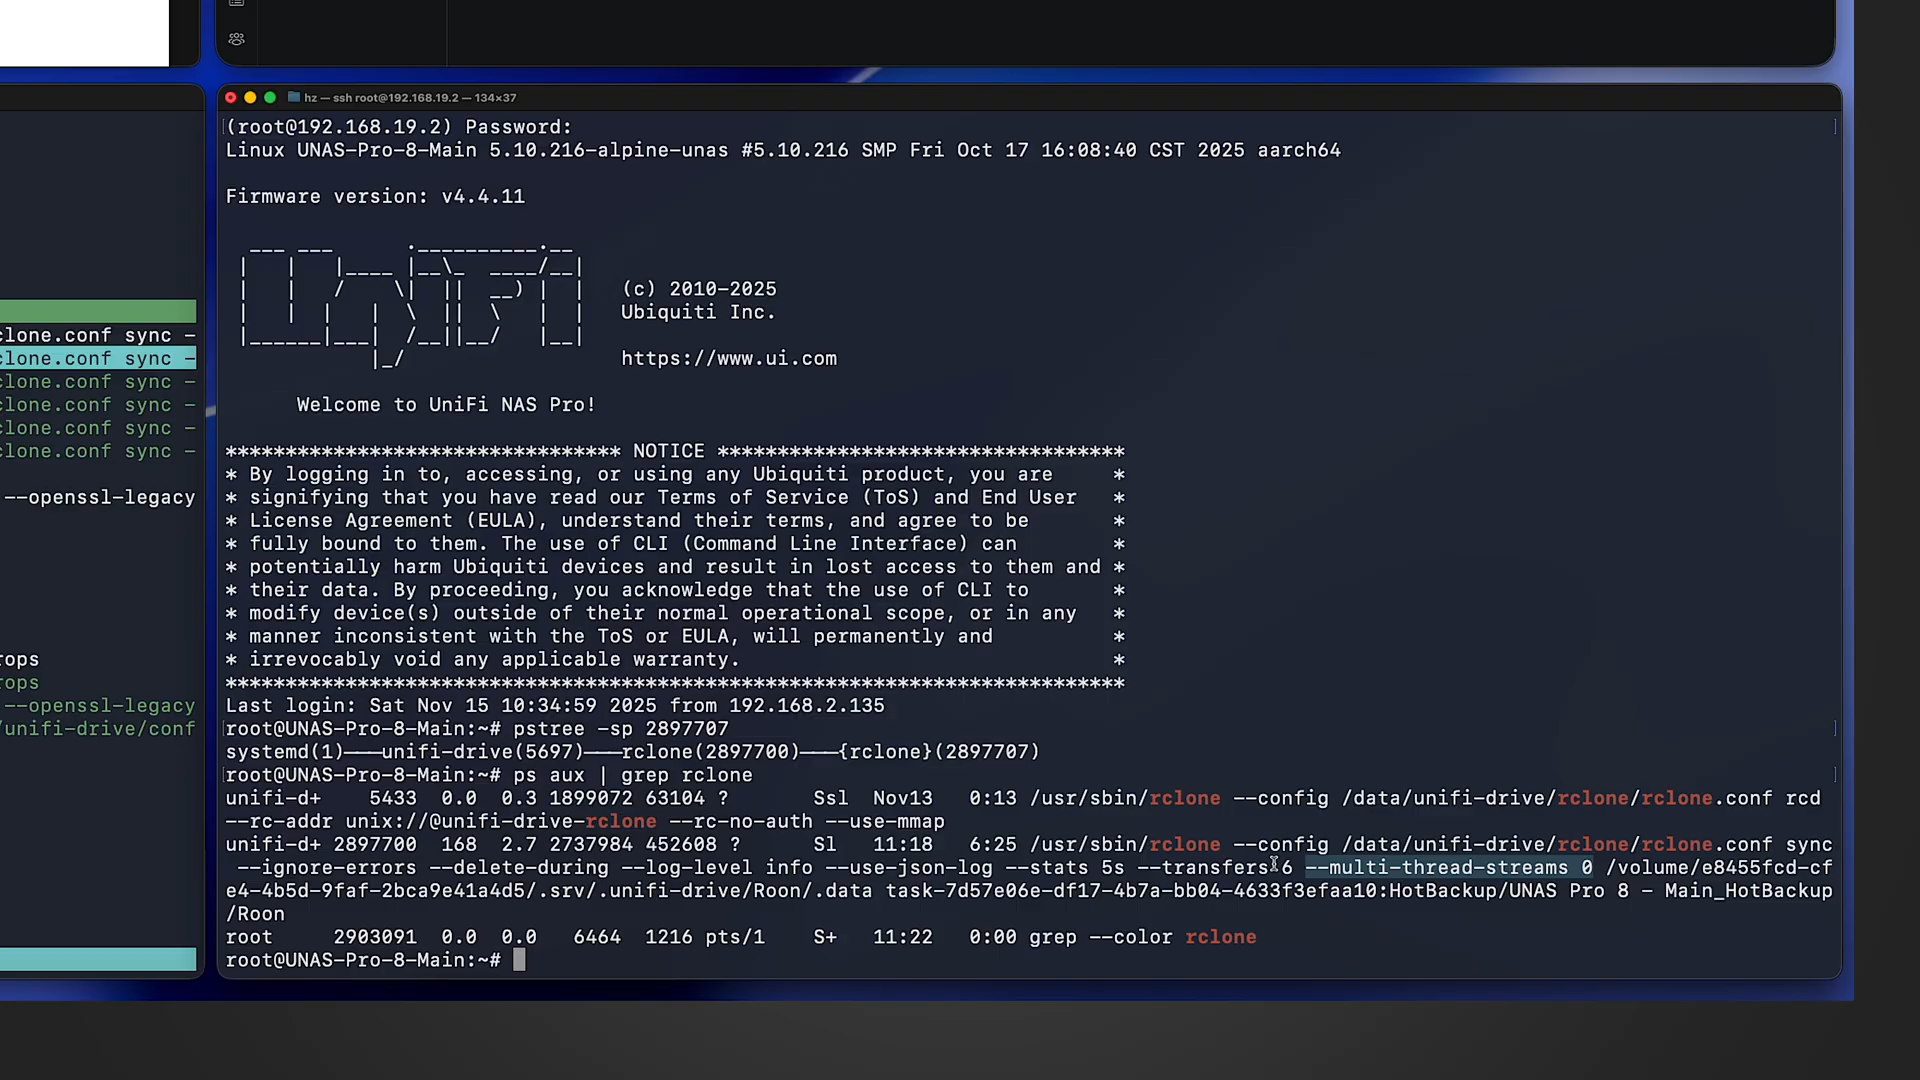 hz — ssh root@192.168.19.2 — 134×37
(root@192.168.19.2) Password:
Linux UNAS-Pro-8-Main 5.10.216-alpine-unas #5.10.216 SMP Fri Oct 17 16:08:40 CST 2025 aarch64
Firmware version: v4.4.11
UniFi
(c) 2010-2025
Ubiquiti Inc.
https://www.ui.com
Welcome to UniFi NAS Pro!
********************************* NOTICE **********************************
* By logging in to, accessing, or using any Ubiquiti product, you are *
* signifying that you have read our Terms of Service (ToS) and End User *
* License Agreement (EULA), understand their terms, and agree to be *
* fully bound to them. The use of CLI (Command Line Interface) can *
* potentially harm Ubiquiti devices and result in lost access to them and *
* their data. By proceeding, you acknowledge that the use of CLI to *
* modify device(s) outside of their normal operational scope, or in any *
* manner inconsistent with the ToS or EULA, will permanently and *
* irrevocably void any applicable warranty. *
***************************************************************************
Last login: Sat Nov 15 10:34:59 2025 from 192.168.2.135
root@UNAS-Pro-8-Main:~# pstree -sp 2897707
systemd(1)───unifi-drive(5697)───rclone(2897700)───{rclone}(2897707)
root@UNAS-Pro-8-Main:~# ps aux | grep rclone
unifi-d+ 5433 0.0 0.3 1899072 63104 ? Ssl Nov13 0:13 /usr/sbin/rclone --config /data/unifi-drive/rclone/rclone.conf rcd
--rc-addr unix://@unifi-drive-rclone --rc-no-auth --use-mmap
unifi-d+ 2897700 168 2.7 2737984 452608 ? Sl 11:18 6:25 /usr/sbin/rclone --config /data/unifi-drive/rclone/rclone.conf sync
--ignore-errors --delete-during --log-level info --use-json-log --stats 5s --transfers 6 --multi-thread-streams 0 /volume/e8455fcd-cf
e4-4b5d-9faf-2bca9e41a4d5/.srv/.unifi-drive/Roon/.data task-7d57e06e-df17-4b7a-bb04-4633f3efaa10:HotBackup/UNAS Pro 8 - Main_HotBackup
/Roon
root 2903091 0.0 0.0 6464 1216 pts/1 S+ 11:22 0:00 grep --color rclone
root@UNAS-Pro-8-Main:~#
clone.conf sync -
clone.conf sync -
clone.conf sync -
clone.conf sync -
clone.conf sync -
clone.conf sync -
--openssl-legacy
rops
rops
--openssl-legacy
/unifi-drive/conf